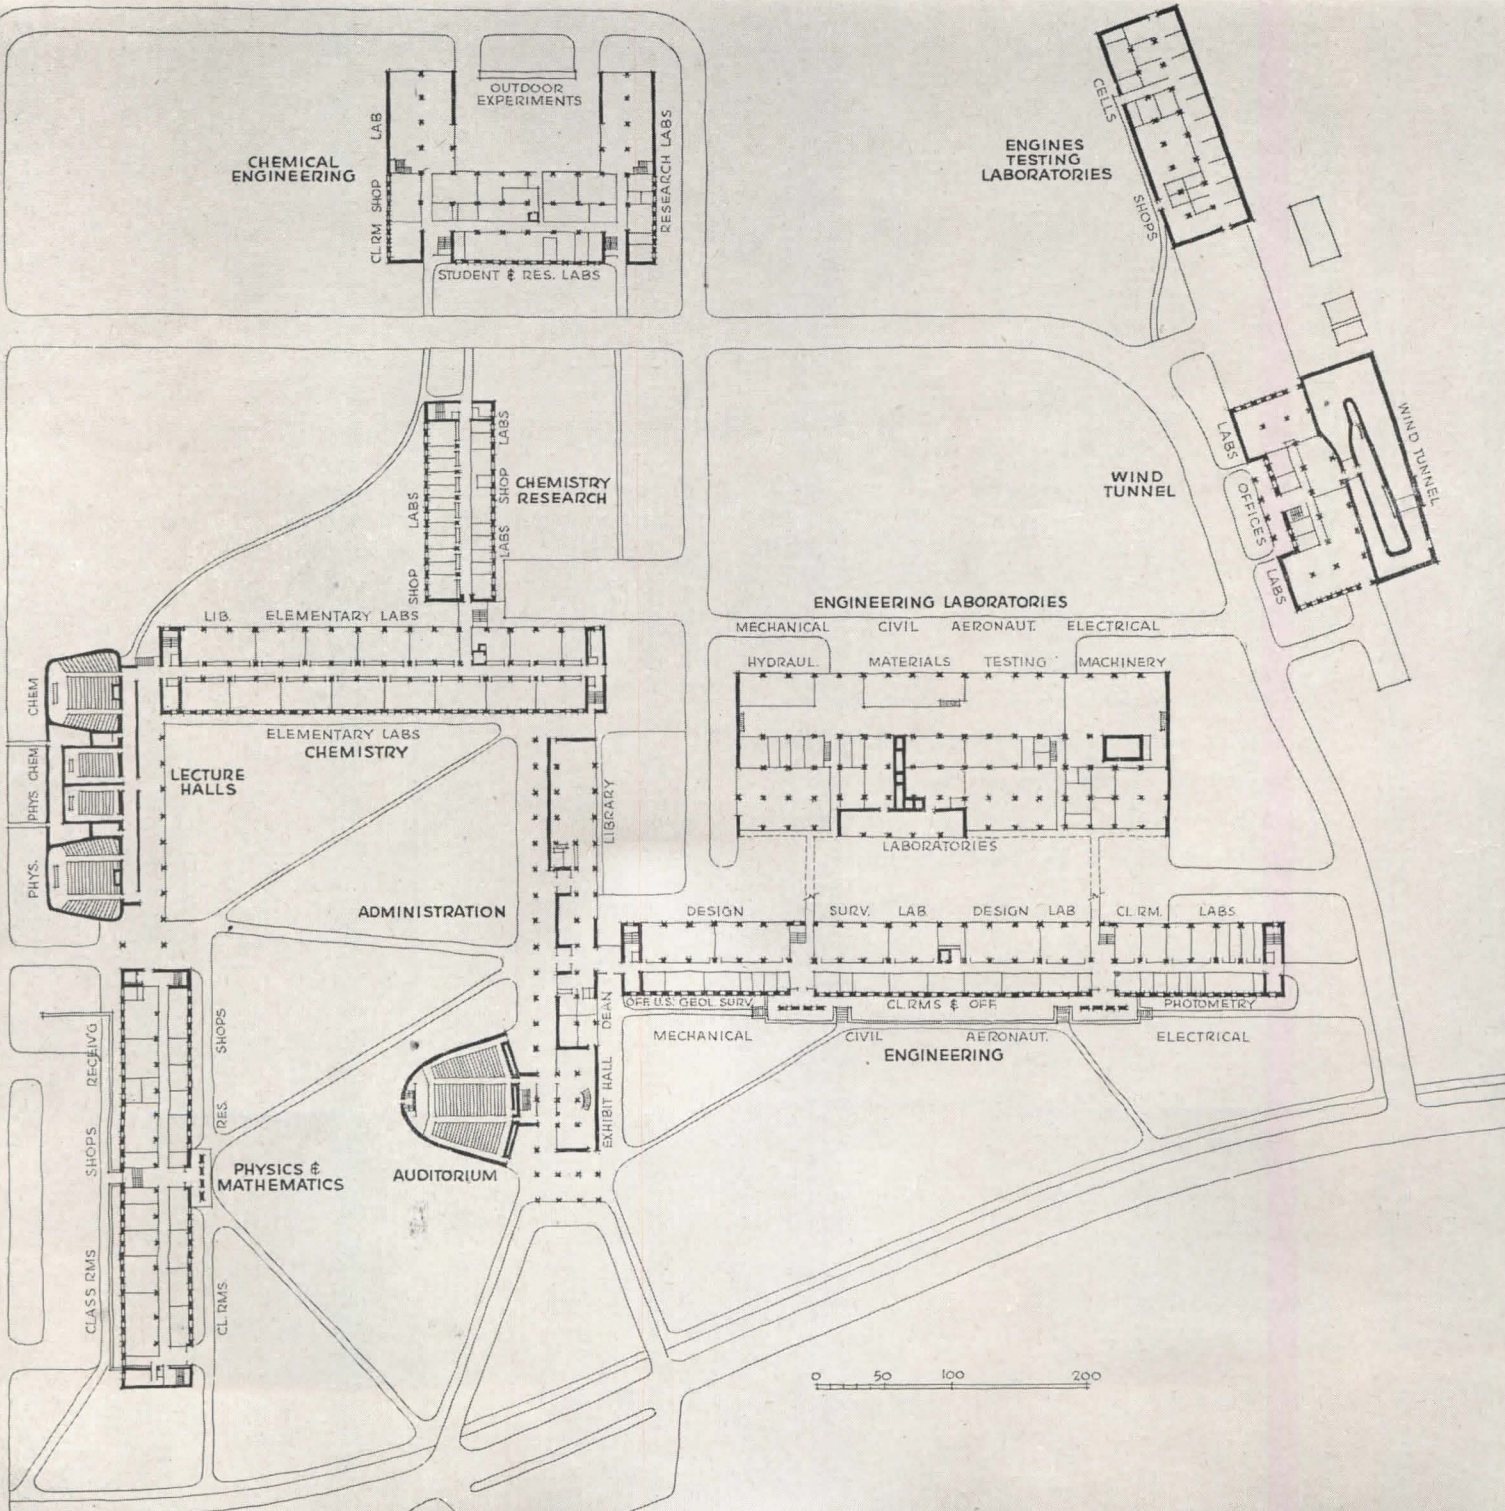 OUTDOOR
EXPERIMENTS
LAB
SHOP
CL.RM
CHEMICAL
ENGINEERING
RESEARCH LABS
STUDENT & RES. LABS
CELLS
SHOPS
ENGINES
TESTING
LABORATORIES
LABS
SHOP
LABS
LABS
SHOP
CHEMISTRY
RESEARCH
WIND
TUNNEL
LABS
OFFICES
LABS
WIND TUNNEL
LIB.
ELEMENTARY LABS
ELEMENTARY LABS
CHEMISTRY
CHEM
PHYS CHEM
PHYS.
LECTURE
HALLS
LIBRARY
ENGINEERING LABORATORIES
MECHANICAL CIVIL AERONAUT. ELECTRICAL
HYDRAUL. MATERIALS TESTING MACHINERY
LABORATORIES
ADMINISTRATION
DESIGN SURV. LAB DESIGN LAB CL. RM. LABS
OFF. U.S. GEOL. SURV. CL.RMS & OFF. PHOTOMETRY
MECHANICAL CIVIL AERONAUT. ELECTRICAL
ENGINEERING
DEAN
EXHIBIT HALL
AUDITORIUM
RECEIV'G
SHOPS
CLASS RMS
SHOPS
RES.
CL.RMS.
PHYSICS &
MATHEMATICS
0 50 100 200